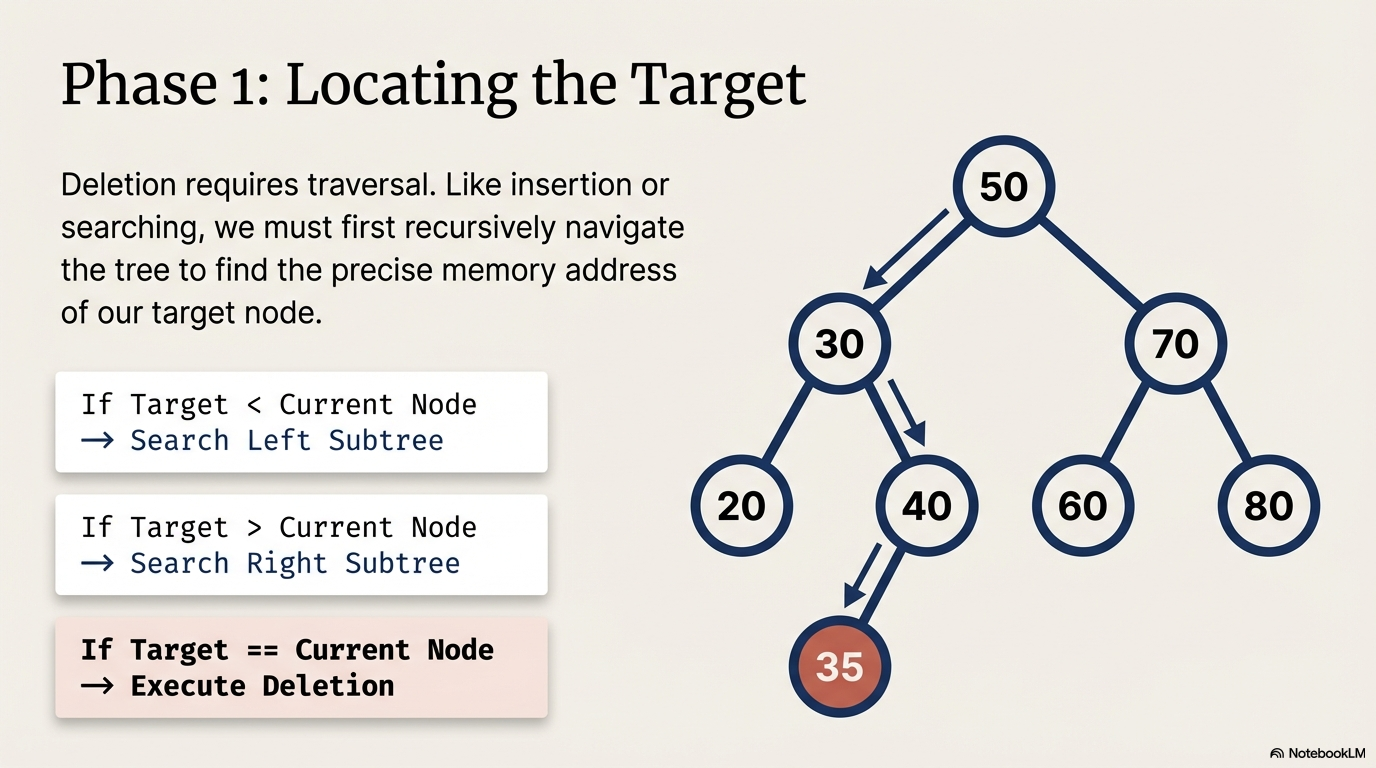 Phase 1: Locating the Target
Deletion requires traversal. Like insertion or
searching, we must first recursively navigate
the tree to find the precise memory address
of our target node.
If Target < Current Node
→ Search Left Subtree
If Target > Current Node
→ Search Right Subtree
If Target == Current Node
→ Execute Deletion
50
30
70
20
40
60
80
35
NotebookLM